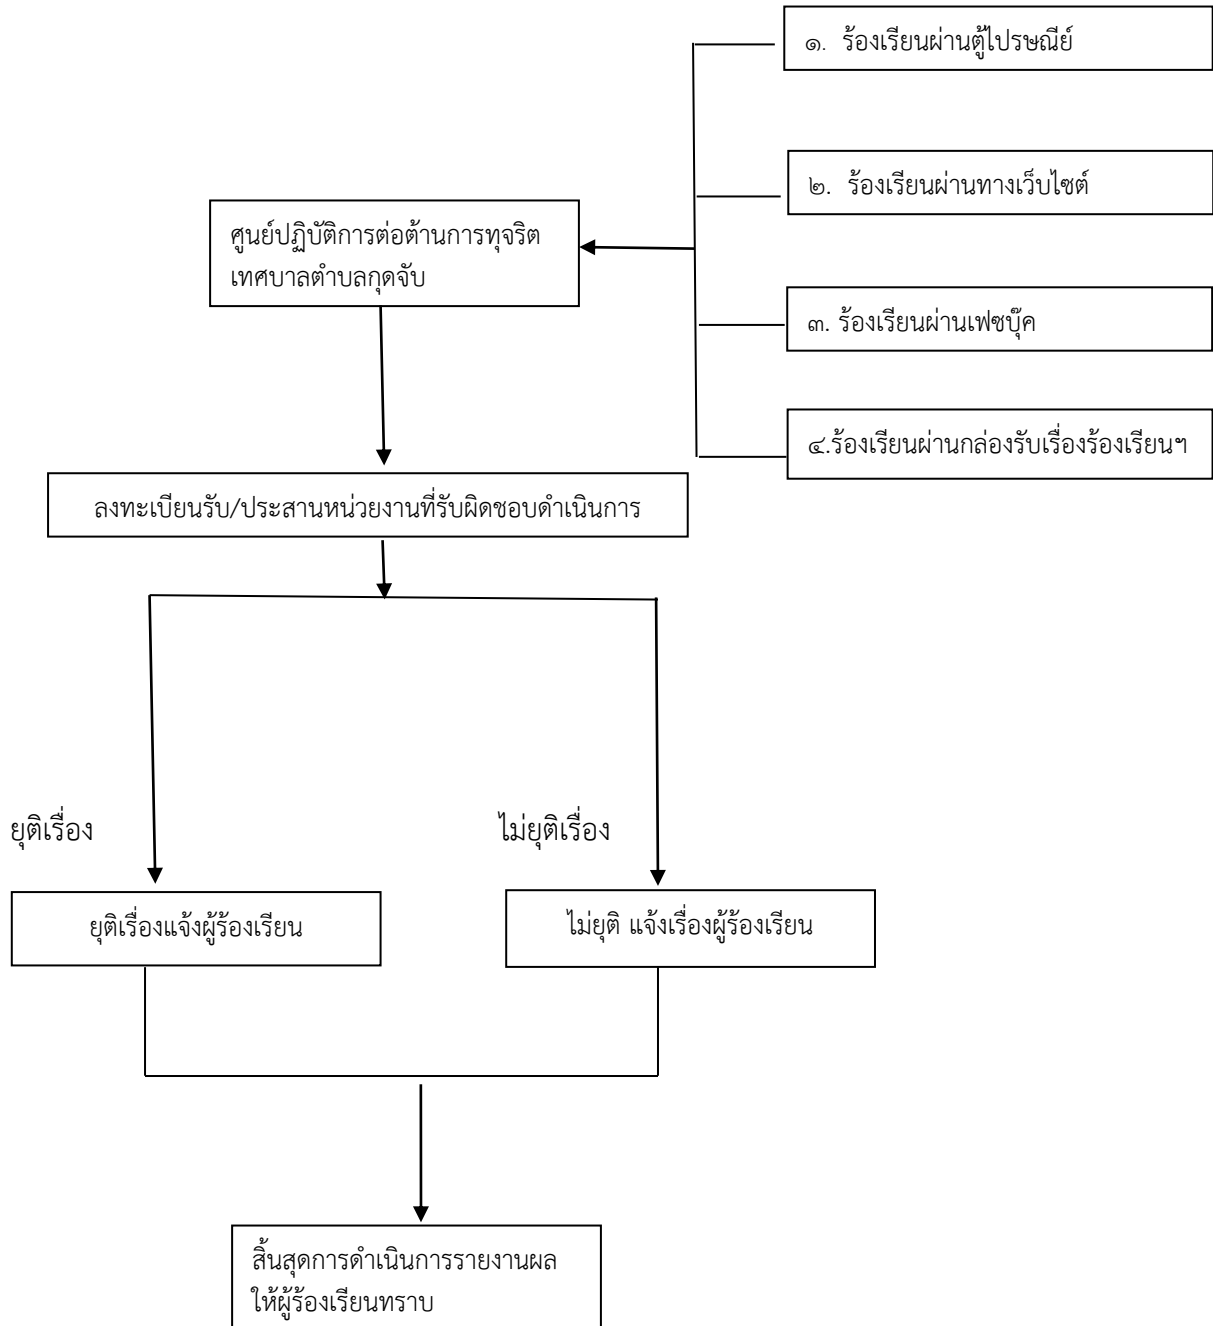 ๑. ร้องเรียนผ่านตู้ไปรษณีย์
๒. ร้องเรียนผ่านทางเว็บไซต์
ศูนย์ปฏิบัติการต่อต้านการทุจริต
เทศบาลตำบลกุดจับ
๓. ร้องเรียนผ่านเฟซบุ๊ค
๔.ร้องเรียนผ่านกล่องรับเรื่องร้องเรียนฯ
ลงทะเบียนรับ/ประสานหน่วยงานที่รับผิดชอบดำเนินการ
ยุติเรื่อง
ไม่ยุติเรื่อง
ยุติเรื่องแจ้งผู้ร้องเรียน
ไม่ยุติ แจ้งเรื่องผู้ร้องเรียน
สิ้นสุดการดำเนินการรายงานผล
ให้ผู้ร้องเรียนทราบ